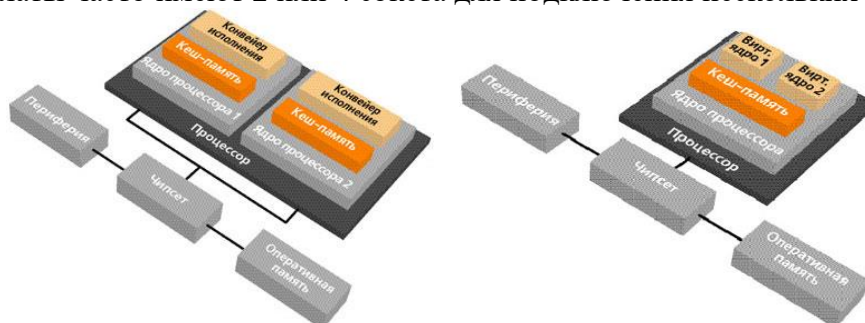 Конвейер
исполнения
Кеш-память
Ядро процессора 1
Конвейер
исполнения
Кеш-память
Ядро процессора 2
Процессор
Периферия
Чипсет
Оперативная
память
Вирт.
ядро 1
Вирт.
ядро 2
Кеш-память
Ядро процессора
Процессор
Периферия
Чипсет
Оперативная
память